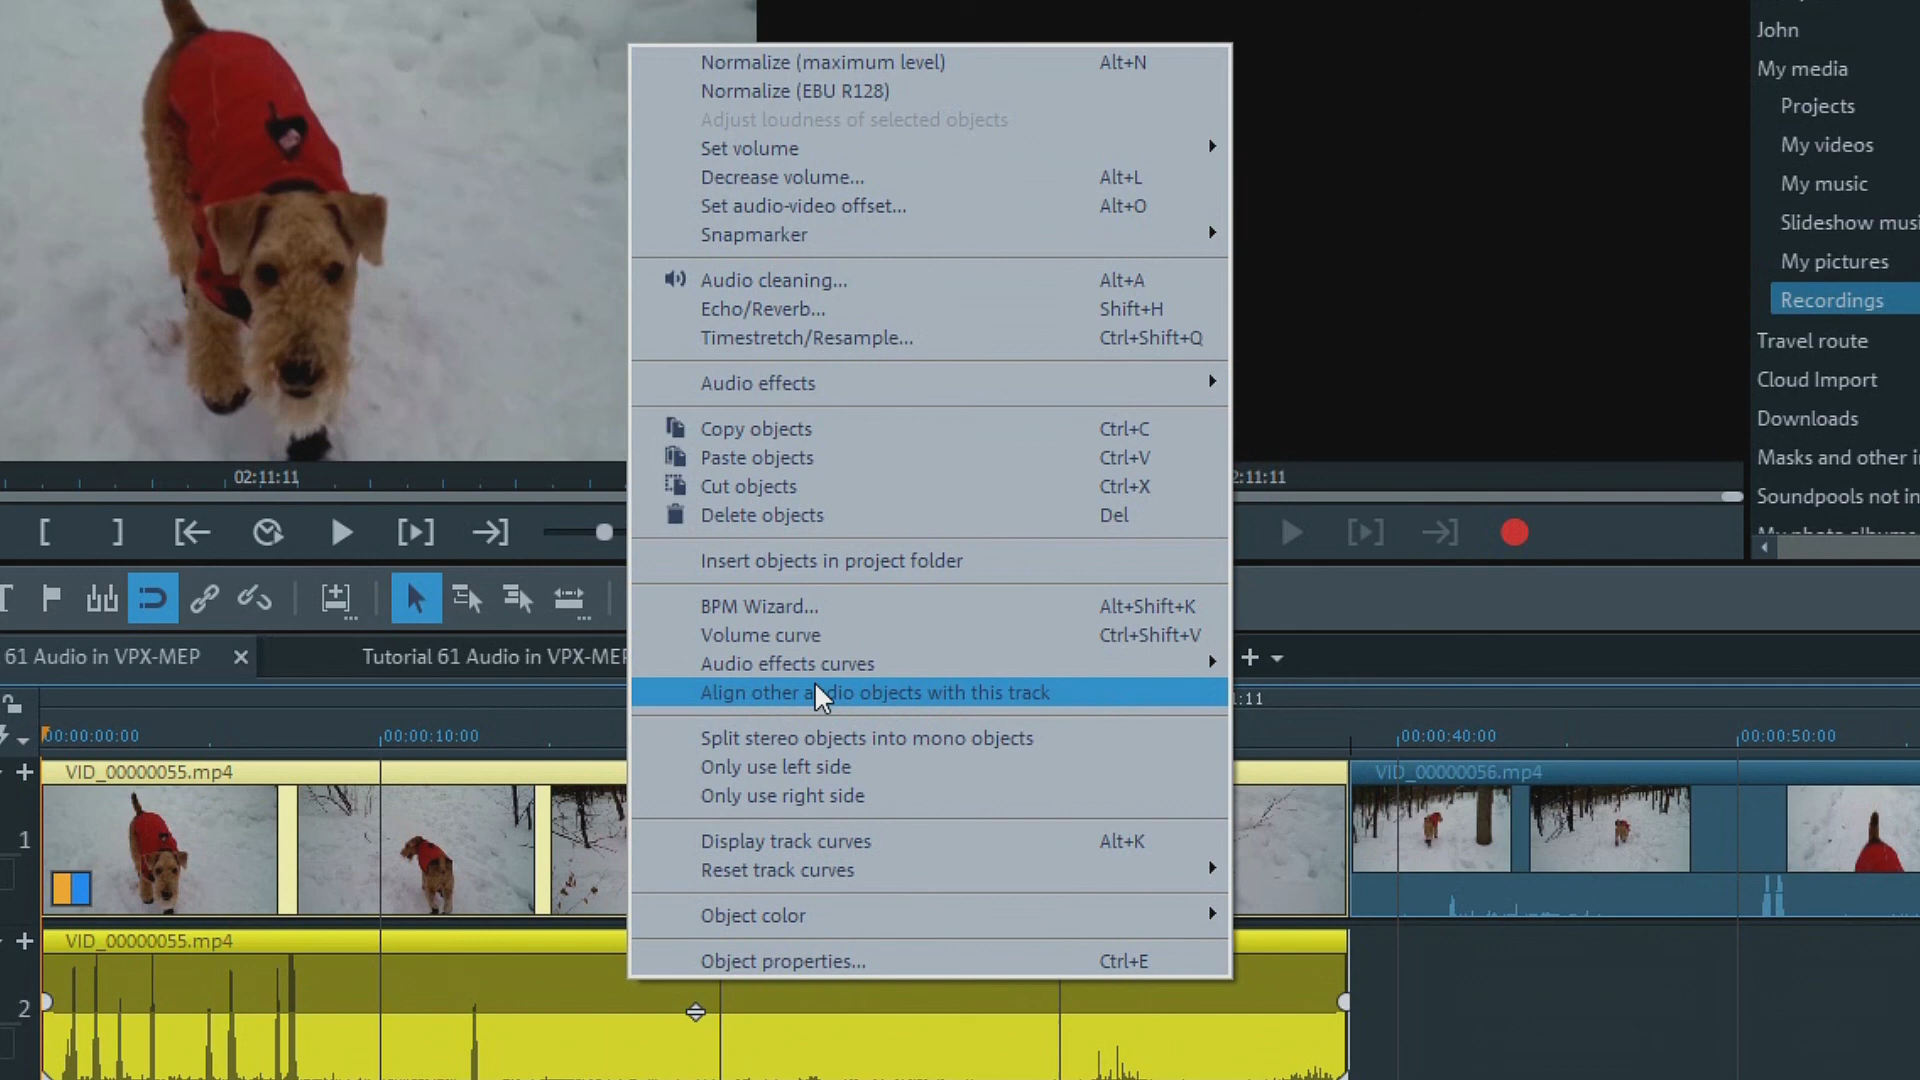 Normalize (maximum level) Alt+N
Normalize (EBU R128)
Adjust loudness of selected objects
Set volume
Decrease volume... Alt+L
Set audio-video offset... Alt+O
Snapmarker
Audio cleaning... Alt+A
Echo/Reverb... Shift+H
Timestretch/Resample... Ctrl+Shift+Q
Audio effects
Copy objects Ctrl+C
Paste objects Ctrl+V
Cut objects Ctrl+X
Delete objects Del
Insert objects in project folder
BPM Wizard... Alt+Shift+K
Volume curve Ctrl+Shift+V
Audio effects curves
Align other audio objects with this track
Split stereo objects into mono objects
Only use left side
Only use right side
Display track curves Alt+K
Reset track curves
Object color
Object properties... Ctrl+E
John
My media
Projects
My videos
My music
Slideshow musi
My pictures
Recordings
Travel route
Cloud Import
Downloads
Masks and other i
Soundpools not in
02:11:11
2:11:11
61 Audio in VPX-MEP
Tutorial 61 Audio in VPX-MEP
:11
00:00:00:00
00:00:10:00
00:00:40:00
00:00:50:00
1
VID_00000055.mp4
VID_00000056.mp4
2
VID_00000055.mp4